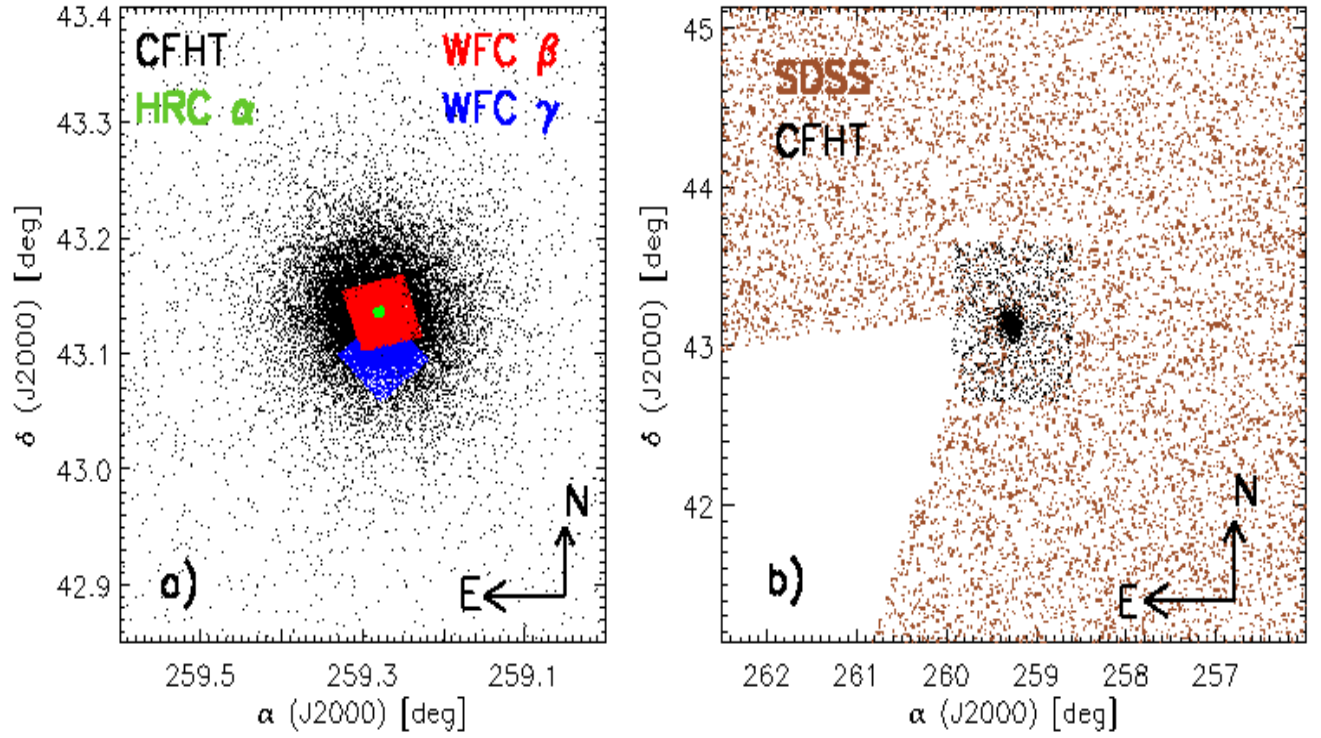 43.4
43.3
43.2
43.1
43.0
42.9
δ (J2000) [deg]
CFHT
HRC α
WFC β
WFC γ
N
E
a)
259.5 259.3 259.1
α (J2000) [deg]
45
44
43
42
δ (J2000) [deg]
SDSS
CFHT
N
E
b)
262 261 260 259 258 257
α (J2000) [deg]